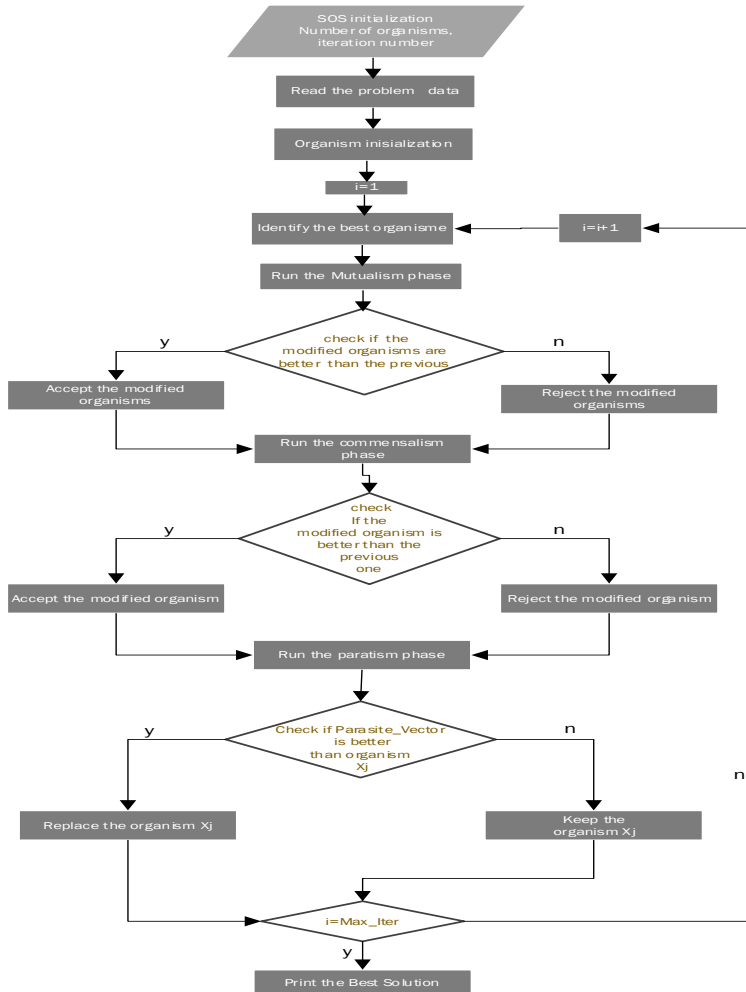 SOS initialization
Number of organisms,
iteration number
Read the problem data
Organism inisialization
i=1
Identify the best organisme
i=i+1
Run the Mutualism phase
check if the
modified organisms are
better than the previous
y
n
Accept the modified
organisms
Reject the modified
organisms
Run the commensalism
phase
check
If the
modified organism is
better than the
previous
one
y
n
Accept the modified organism
Reject the modified organism
Run the paratism phase
Check if Parasite_Vector
is better
than organism
Xj
y
n
n
Replace the organism Xj
Keep the
organism Xj
i=Max_Iter
y
Print the Best Solution